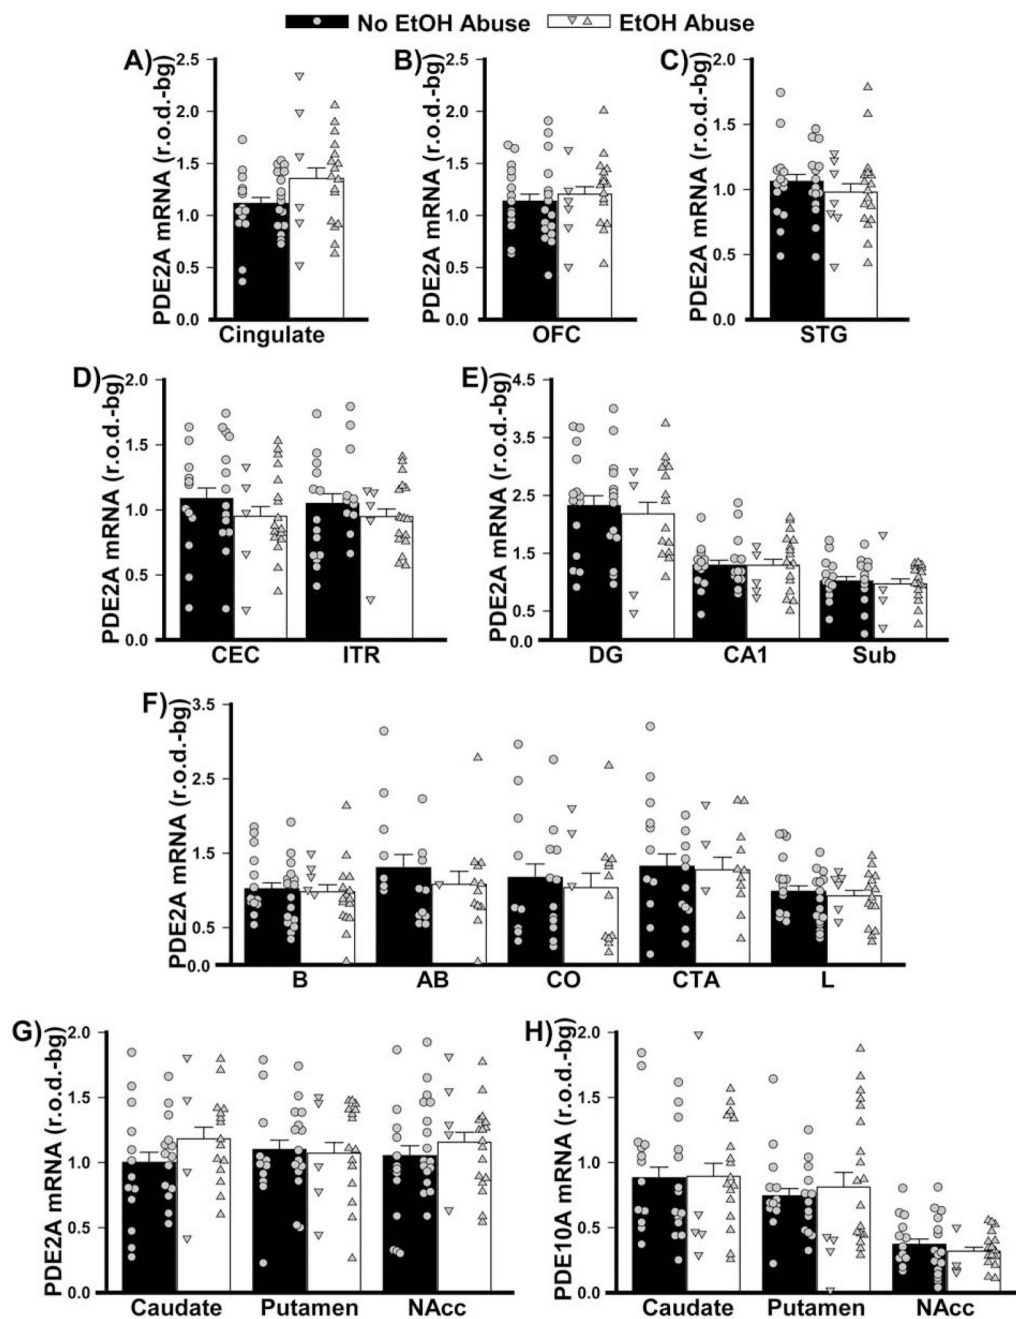 No EtOH Abuse EtOH Abuse
A)
PDE2A mRNA (r.o.d.-bg)
2.5
2.0
1.5
1.0
0.5
0.0
Cingulate
B)
PDE2A mRNA (r.o.d.-bg)
2.5
2.0
1.5
1.0
0.5
0.0
OFC
C)
PDE2A mRNA (r.o.d.-bg)
2.0
1.5
1.0
0.5
0.0
STG
D)
PDE2A mRNA (r.o.d.-bg)
2.0
1.5
1.0
0.5
0.0
CEC ITR
E)
PDE2A mRNA (r.o.d.-bg)
4.5
3.5
2.5
1.5
0.5
0.0
DG CA1 Sub
F)
PDE2A mRNA (r.o.d.-bg)
3.5
2.5
1.5
0.5
0.0
B AB CO CTA L
G)
PDE2A mRNA (r.o.d.-bg)
2.0
1.5
1.0
0.5
0.0
Caudate Putamen NAcc
H)
PDE10A mRNA (r.o.d.-bg)
2.0
1.5
1.0
0.5
0.0
Caudate Putamen NAcc